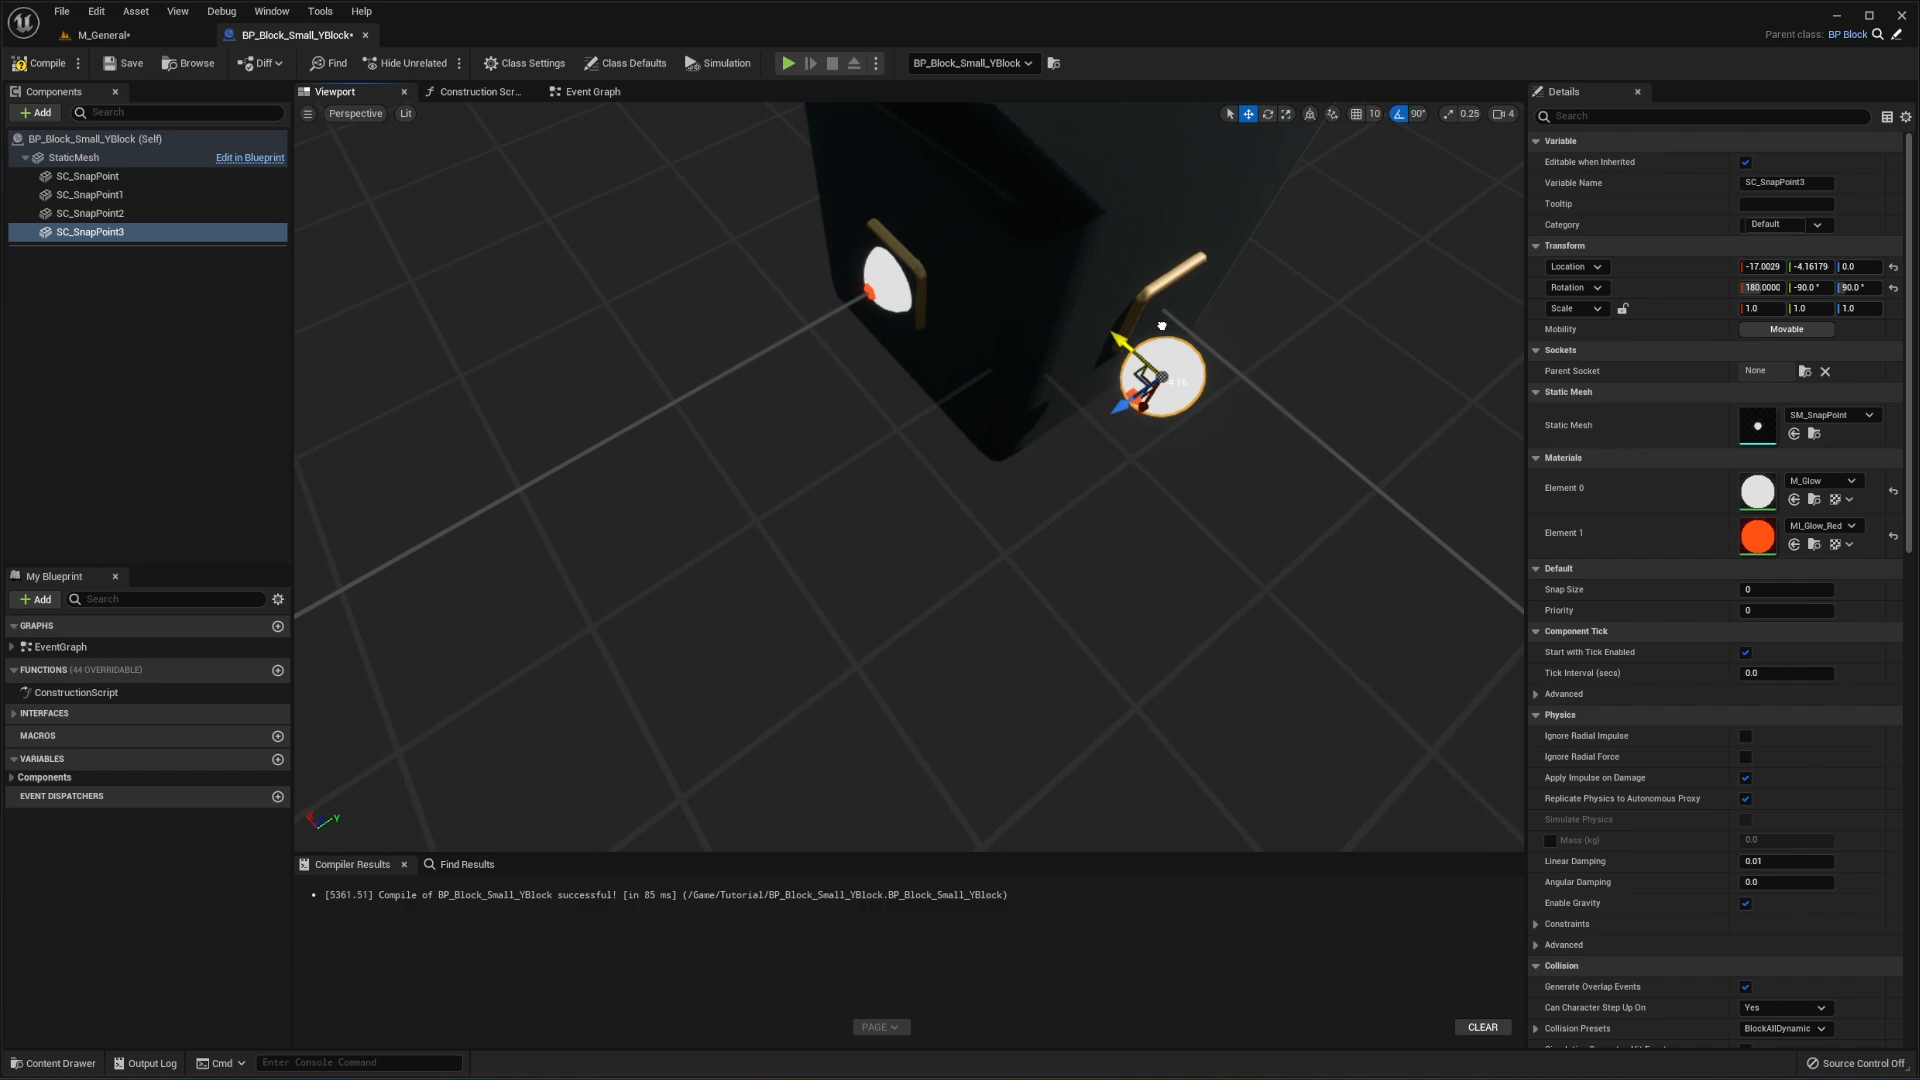 File Edit Asset View Debug Window Tools Help
M_General* BP_Block_Small_YBlock*
Parent class: BP Block
Compile Save Browse Diff Find Hide Unrelated Class Settings Class Defaults Simulation BP_Block_Small_YBlock
Components Viewport Construction Scr... Event Graph Details
Add Search
Perspective Lit 10 90° 0.25 4
Search
BP_Block_Small_YBlock (Self)
StaticMesh Edit in Blueprint
SC_SnapPoint
SC_SnapPoint1
SC_SnapPoint2
SC_SnapPoint3
Variable
Editable when Inherited
Variable Name SC_SnapPoint3
Tooltip
Category Default
Transform
Location -17.0029 -4.16179 0.0
Rotation 180.0000 -90.0° 90.0°
Scale 1.0 1.0 1.0
Mobility Movable
Sockets
Parent Socket None
Static Mesh
Static Mesh SM_SnapPoint
Materials
Element 0 M_Glow
Element 1 MI_Glow_Red
Default
Snap Size 0
Priority 0
Component Tick
Start with Tick Enabled
Tick Interval (secs) 0.0
Advanced
Physics
Ignore Radial Impulse
Ignore Radial Force
Apply Impulse on Damage
Replicate Physics to Autonomous Proxy
Simulate Physics
Mass (kg) 0.0
Linear Damping 0.01
Angular Damping 0.0
Enable Gravity
Constraints
Advanced
Collision
Generate Overlap Events
Can Character Step Up On Yes
Collision Presets BlockAllDynamic
My Blueprint
Add Search
GRAPHS
EventGraph
FUNCTIONS (44 OVERRIDABLE)
ConstructionScript
INTERFACES
MACROS
VARIABLES
Components
EVENT DISPATCHERS
Y
Compiler Results Find Results
[5361.51] Compile of BP_Block_Small_YBlock successful! [in 85 ms] (/Game/Tutorial/BP_Block_Small_YBlock.BP_Block_Small_YBlock)
PAGE CLEAR
Content Drawer Output Log Cmd Enter Console Command Source Control Off